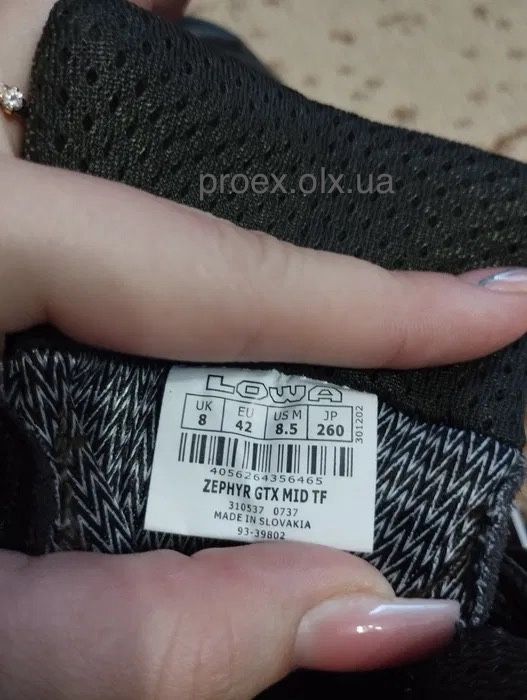 proex.olx.ua
LOWA
UK EU US M JP
8 42 8.5 260
301202
4056264356465
ZEPHYR GTX MID TF
310537 0737
MADE IN SLOVAKIA
93-39802